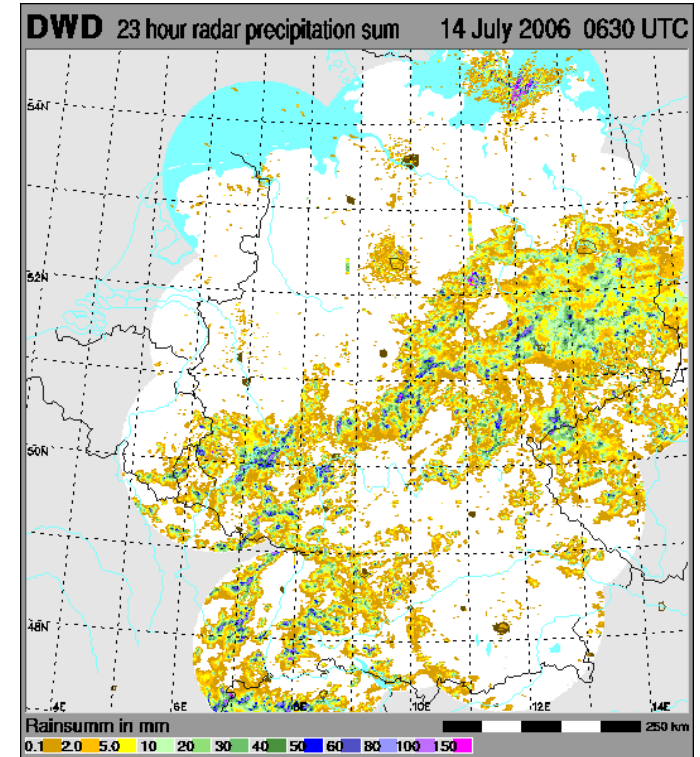 DWD 23 hour radar precipitation sum 14 July 2006 0630 UTC
54N
52N
50N
48N
4E 6E 8E 10E 12E 14E
Rainsumm in mm 250 km
0.1 2.0 5.0 10 20 30 40 50 60 80 100 150